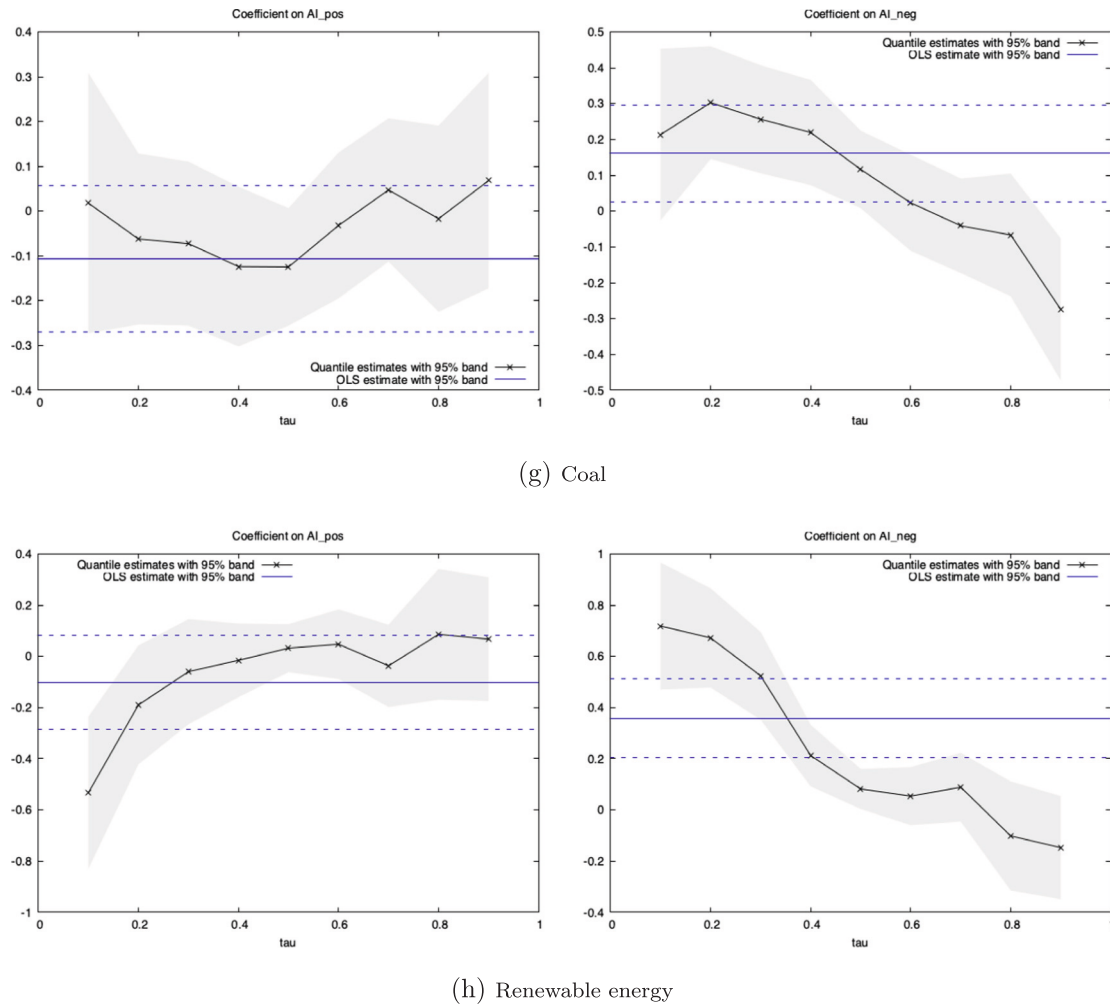 Coefficient on AI_pos
0.4
0.3
0.2
0.1
0
-0.1
-0.2
-0.3
-0.4
Quantile estimates with 95% band
OLS estimate with 95% band
0 0.2 0.4 0.6 0.8 1
tau
Coefficient on AI_neg
0.5
0.4
0.3
0.2
0.1
0
-0.1
-0.2
-0.3
-0.4
-0.5
Quantile estimates with 95% band
OLS estimate with 95% band
0 0.2 0.4 0.6 0.8
tau
(g) Coal
Coefficient on AI_pos
0.4
0.2
0
-0.2
-0.4
-0.6
-0.8
-1
Quantile estimates with 95% band
OLS estimate with 95% band
0 0.2 0.4 0.6 0.8 1
tau
Coefficient on AI_neg
1
0.8
0.6
0.4
0.2
0
-0.2
-0.4
Quantile estimates with 95% band
OLS estimate with 95% band
0 0.2 0.4 0.6 0.8
tau
(h) Renewable energy